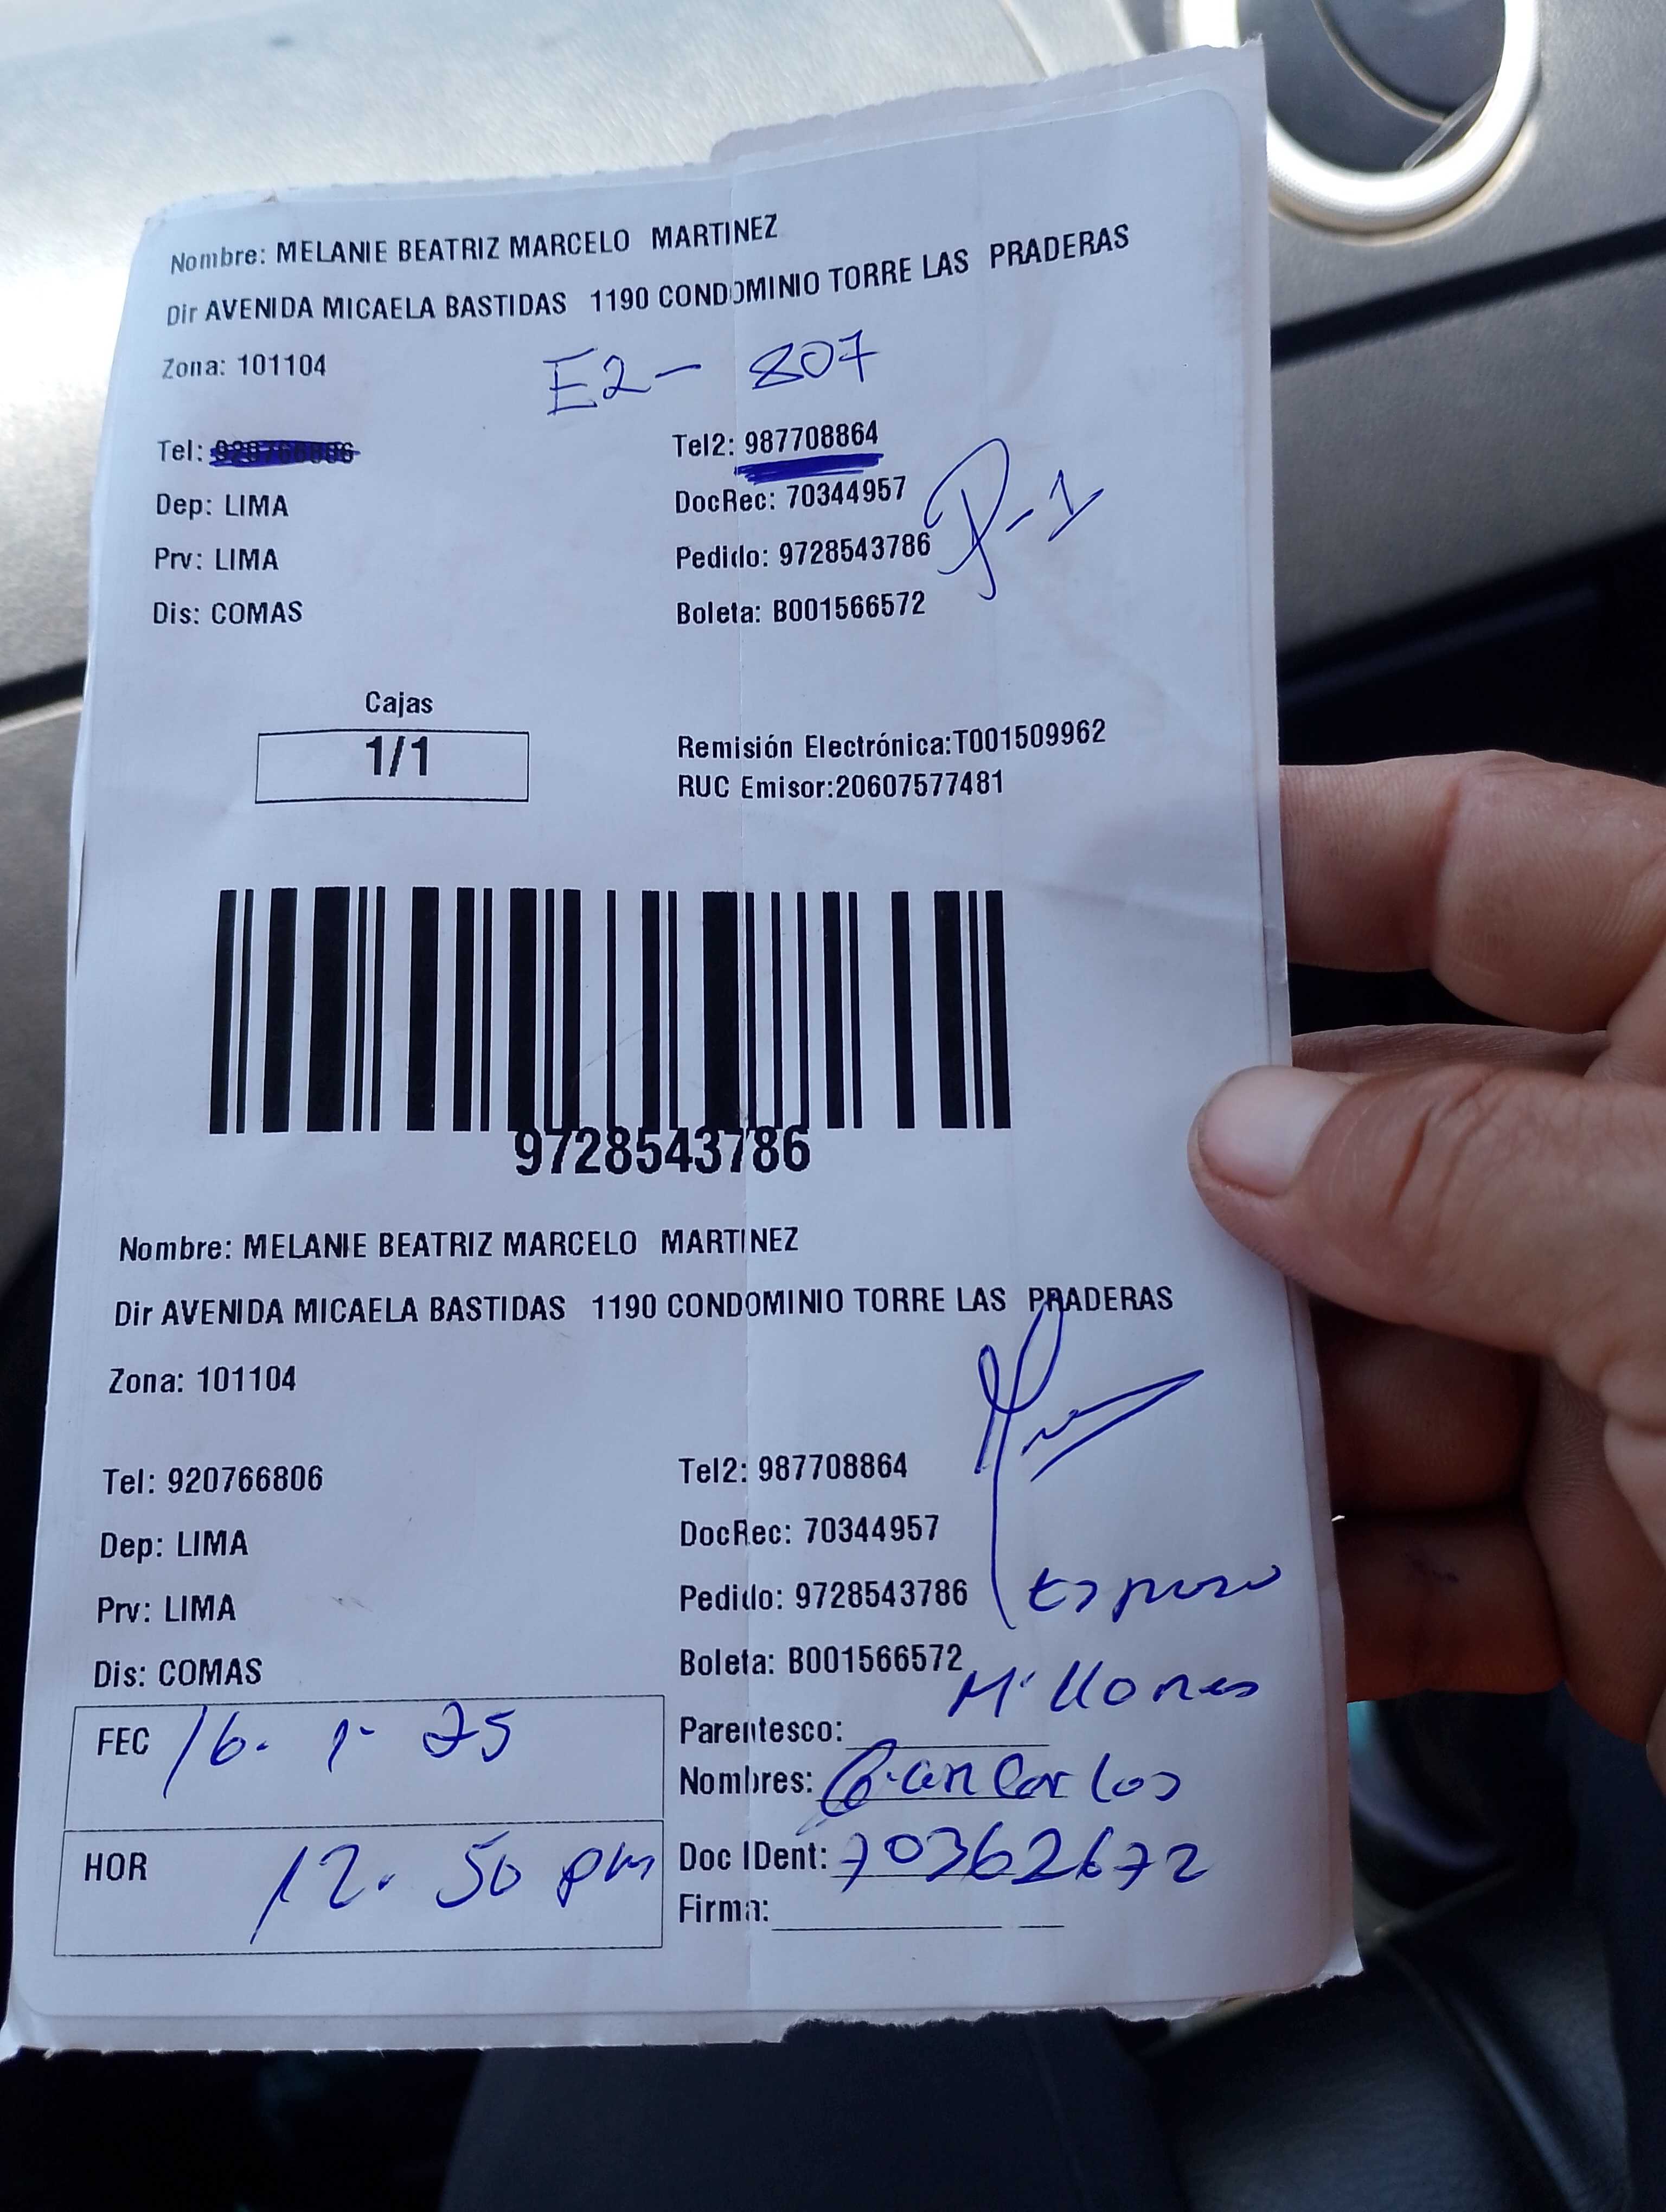 Nombre: MELANIE BEATRIZ MARCELO MARTINEZ
Dir AVENIDA MICAELA BASTIDAS 1190 CONDOMINIO TORRE LAS PRADERAS
Zona: 101104
E2- 807
Tel: Tel2: 987708864
Dep: LIMA DocRec: 70344957
P-1
Prv: LIMA Pedido: 9728543786
Dis: COMAS Boleta: B001566572
Cajas
1/1
Remisión Electrónica:T001509962
RUC Emisor:20607577481
9728543786
Nombre: MELANIE BEATRIZ MARCELO MARTINEZ
Dir AVENIDA MICAELA BASTIDAS 1190 CONDOMINIO TORRE LAS PRADERAS
Zona: 101104
Tel: 920766806 Tel2: 987708864
Dep: LIMA DocRec: 70344957
Prv: LIMA Pedido: 9728543786 Esposo
Dis: COMAS Boleta: B001566572
Millones
FEC 16. 1- 25 Parentesco:
Nombres: GianCarlos
HOR 12. 50 pm Doc IDent: 70362672
Firma: